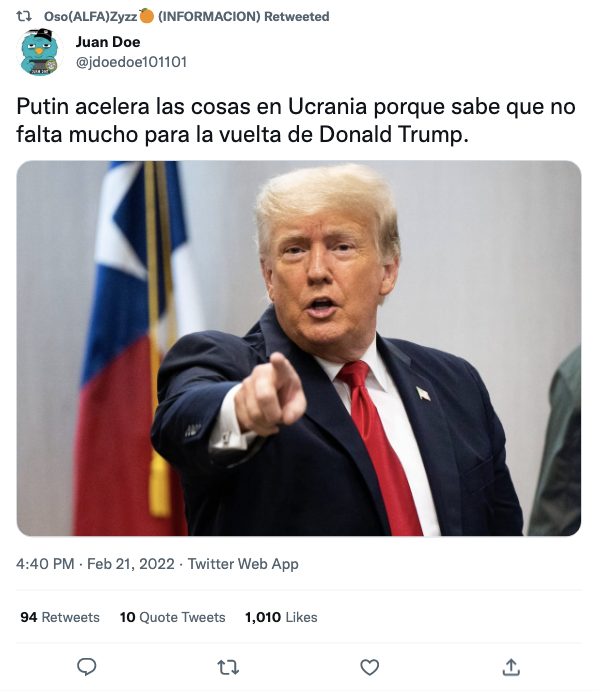 Oso(ALFA)Zyzz🍊 (INFORMACION) Retweeted
Juan Doe
@jdoedoe101101
Putin acelera las cosas en Ucrania porque sabe que no
falta mucho para la vuelta de Donald Trump.
4:40 PM · Feb 21, 2022 · Twitter Web App
94 Retweets 10 Quote Tweets 1,010 Likes